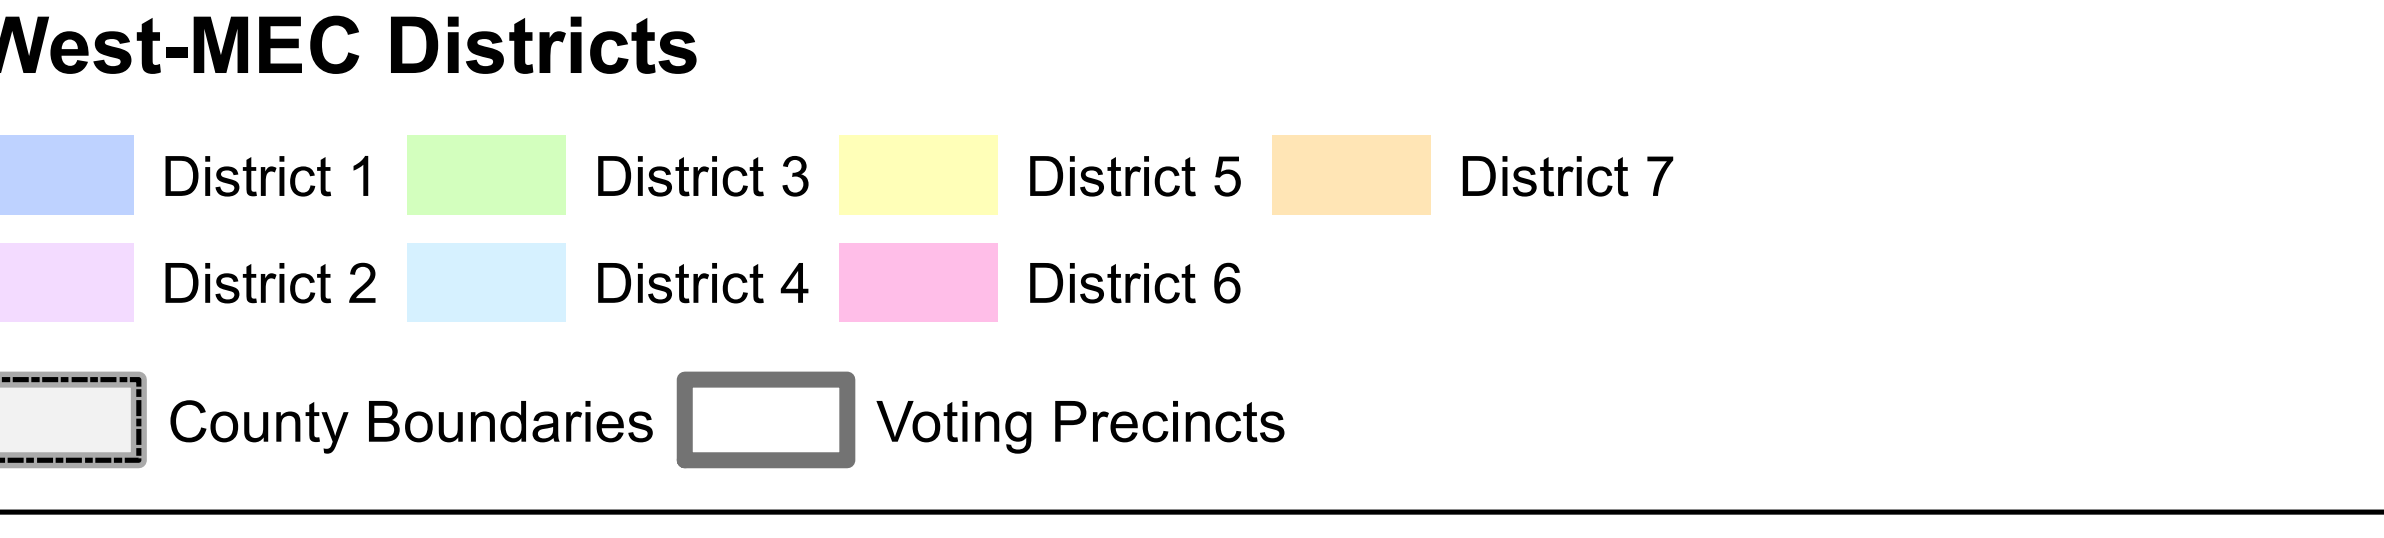 West-MEC Districts
District 1 District 3 District 5 District 7
District 2 District 4 District 6
County Boundaries Voting Precincts